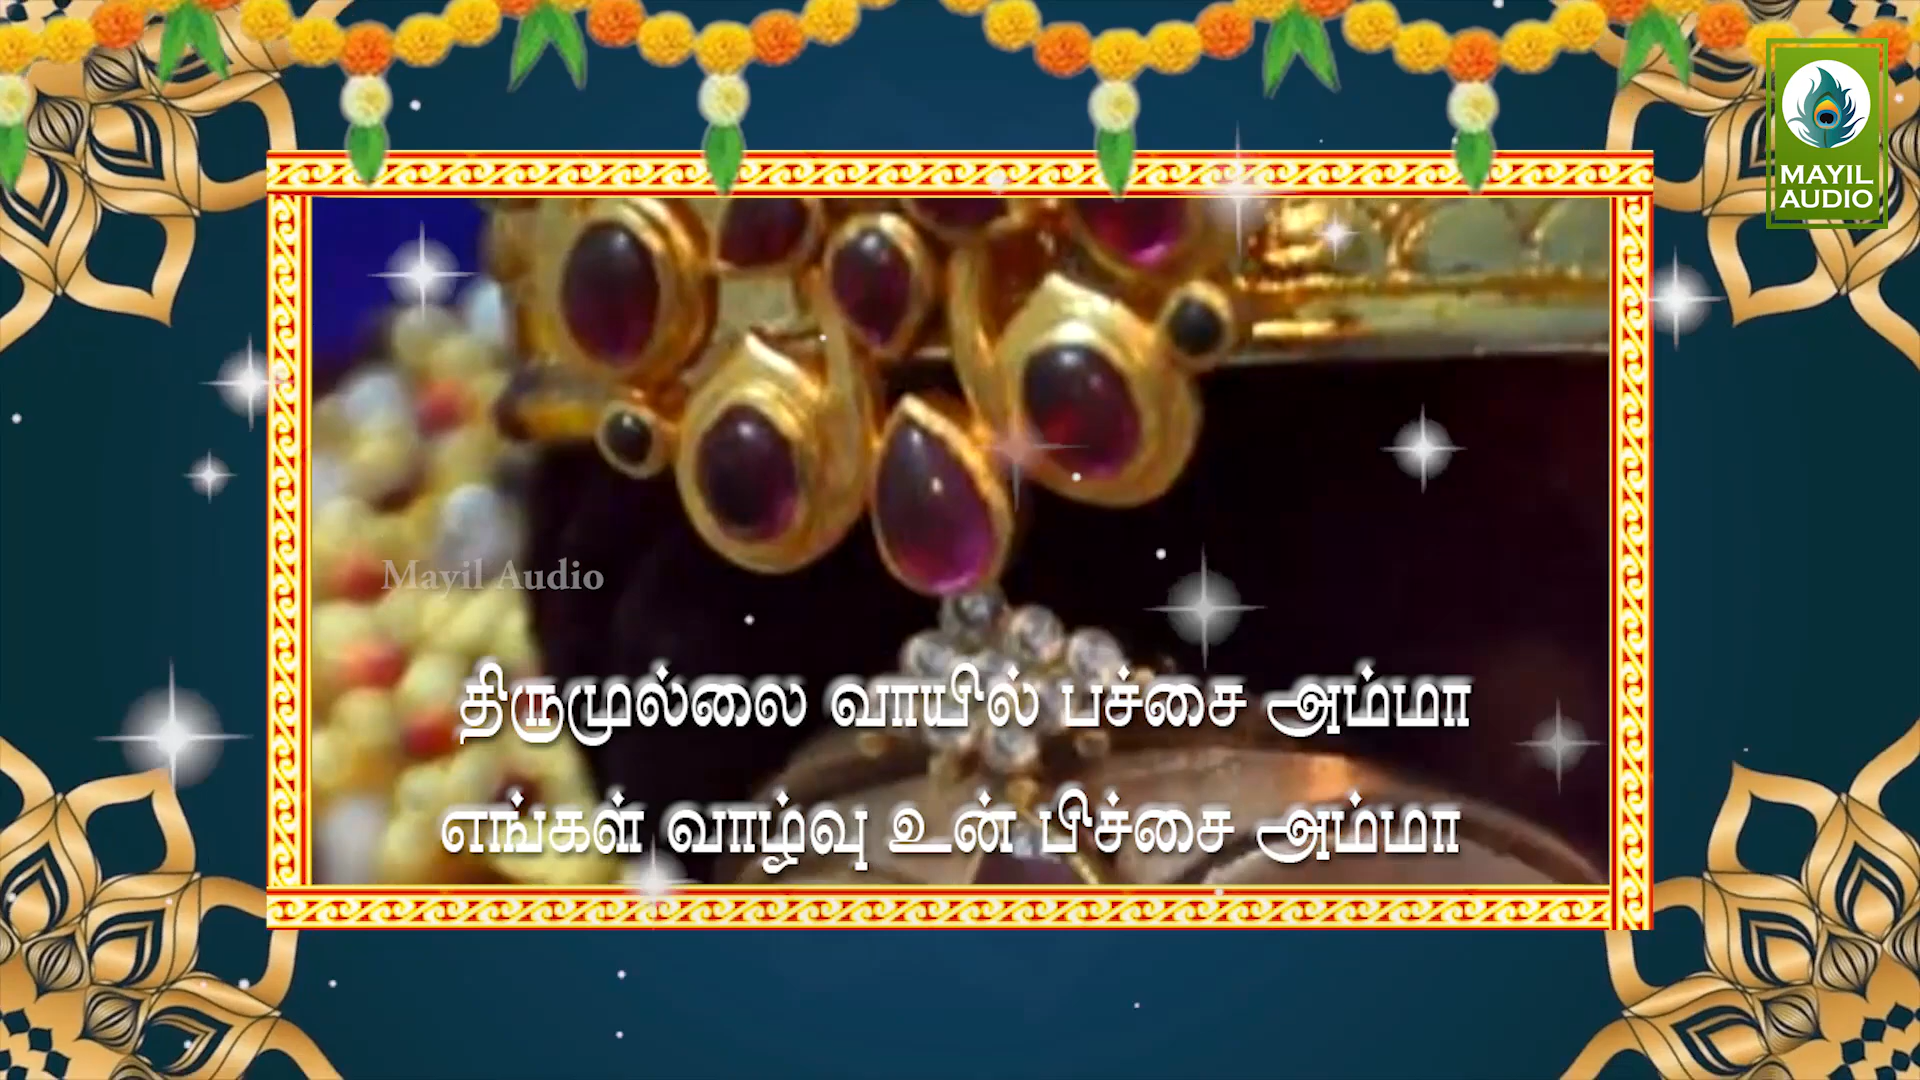 MAYIL
AUDIO
Mayil Audio
திருமுல்லை வாயில் பச்சை அம்மா
எங்கள் வாழ்வு உன் பிச்சை அம்மா